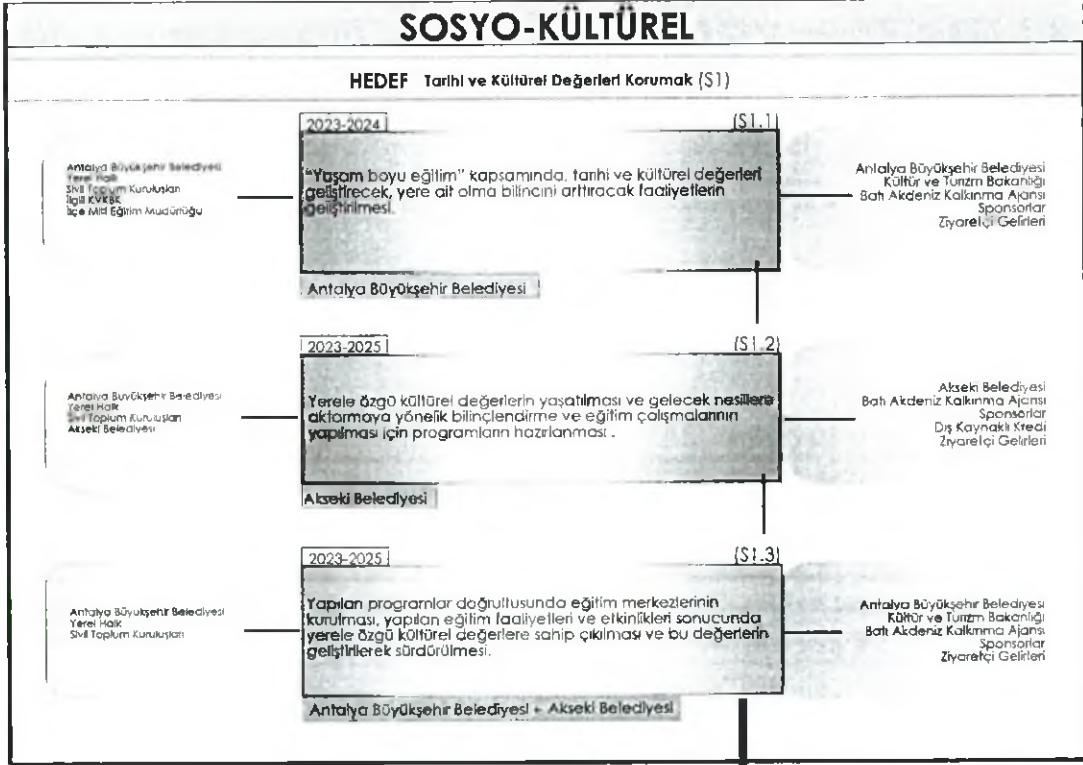 SOSYO-KÜLTÜREL
HEDEF Tarihi ve Kültürel Değerleri Korumak (S1)
2023-2024
(S1.1)
Antalya Büyükşehir Belediyesi
Yerel Halk
Sivil Toplum Kuruluşları
İlgili KVKBK
İlçe Milli Eğitim Müdürlüğü
"Yaşam boyu eğitim" kapsamında, tarihi ve kültürel değerleri
geliştirecek, yere ait olma bilincini arttıracak faaliyetlerin
geliştirilmesi.
Antalya Büyükşehir Belediyesi
Kültür ve Turizm Bakanlığı
Batı Akdeniz Kalkınma Ajansı
Sponsorlar
Ziyaretçi Gelirleri
Antalya Büyükşehir Belediyesi
2023-2025
(S1.2)
Antalya Büyükşehir Belediyesi
Yerel Halk
Sivil Toplum Kuruluşları
Akseki Belediyesi
Yerele özgü kültürel değerlerin yaşatılması ve gelecek nesillere
aktarmaya yönelik bilinçlendirme ve eğitim çalışmalarının
yapılması için programların hazırlanması .
Akseki Belediyesi
Batı Akdeniz Kalkınma Ajansı
Sponsorlar
Dış Kaynaklı Kredi
Ziyaretçi Gelirleri
Akseki Belediyesi
2023-2025
(S1.3)
Antalya Büyükşehir Belediyesi
Yerel Halk
Sivil Toplum Kuruluşları
Yapılan programlar doğrultusunda eğitim merkezlerinin
kurulması, yapılan eğitim faaliyetleri ve etkinlikleri sonucunda
yerele özgü kültürel değerlere sahip çıkılması ve bu değerlerin
geliştirilerek sürdürülmesi.
Antalya Büyükşehir Belediyesi
Kültür ve Turizm Bakanlığı
Batı Akdeniz Kalkınma Ajansı
Sponsorlar
Ziyaretçi Gelirleri
Antalya Büyükşehir Belediyesi + Akseki Belediyesi